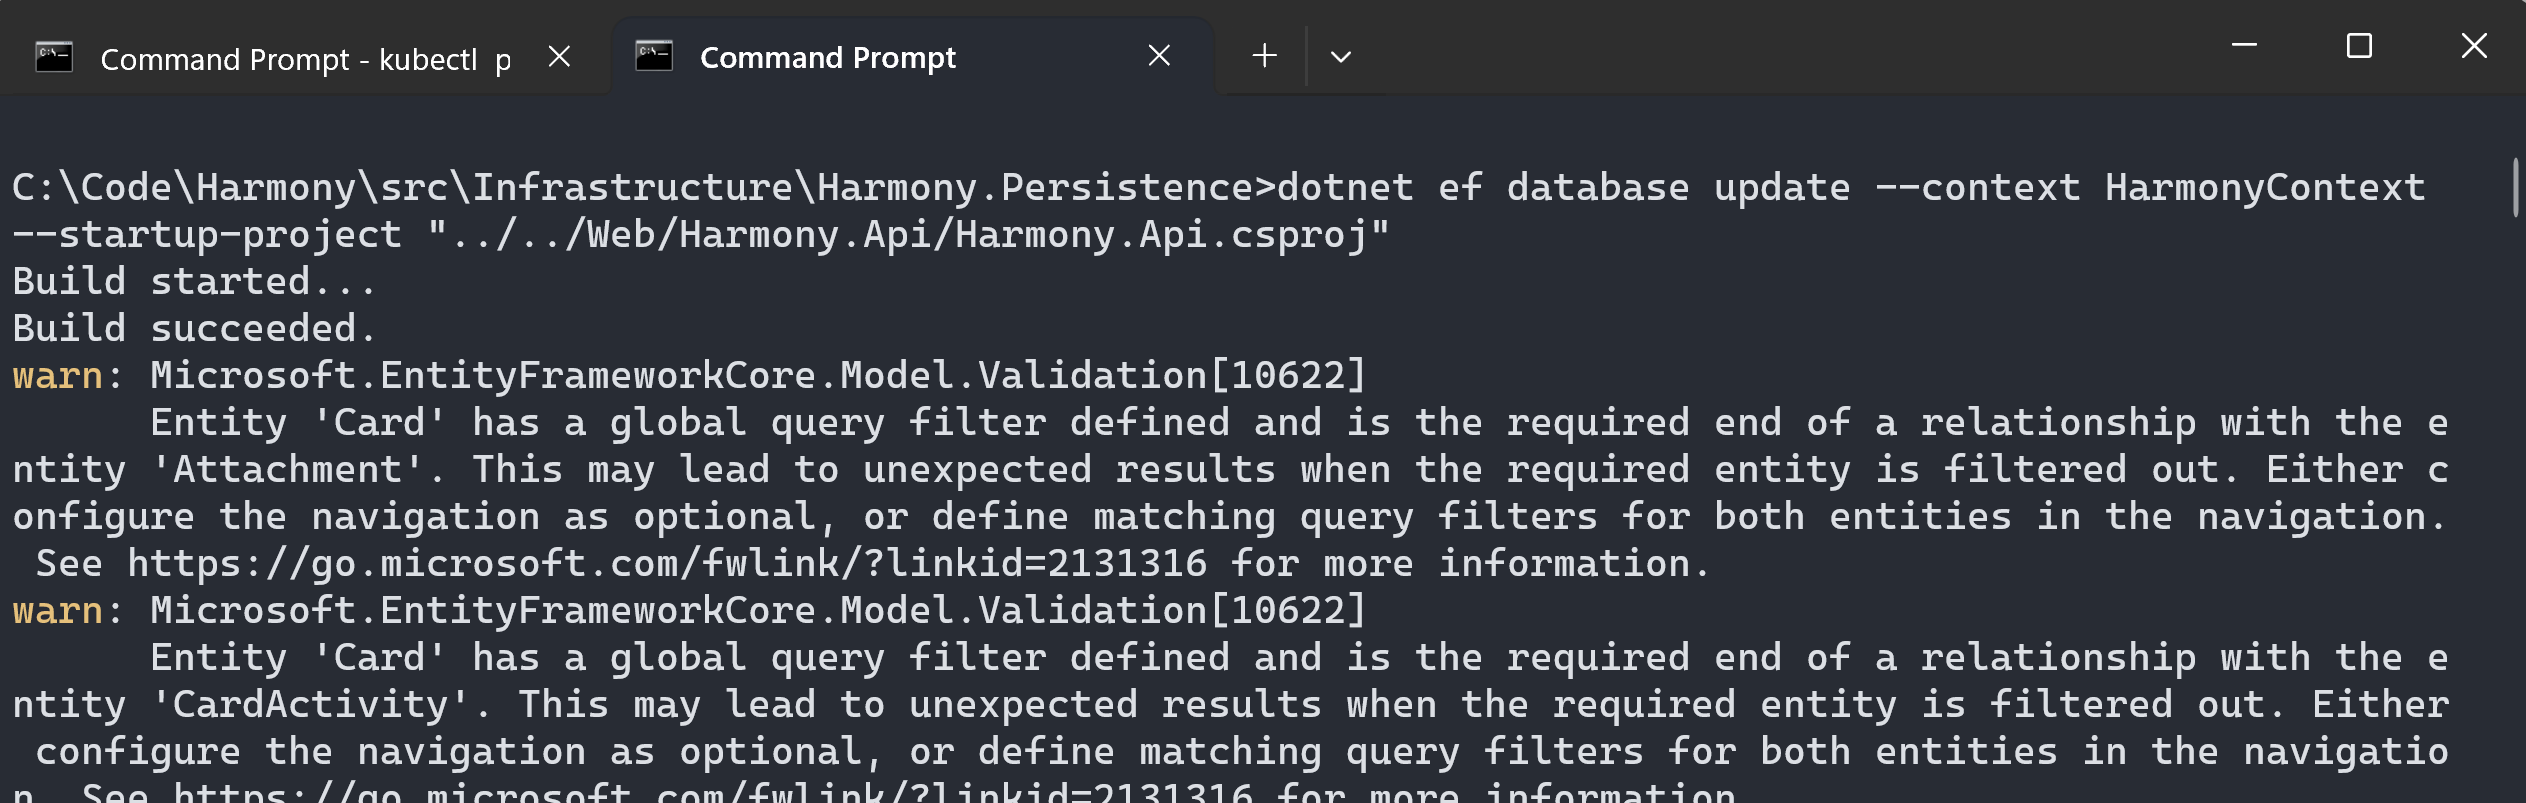 Command Prompt - kubectl  p
Command Prompt
C:\Code\Harmony\src\Infrastructure\Harmony.Persistence>dotnet ef database update --context HarmonyContext
--startup-project "../../Web/Harmony.Api/Harmony.Api.csproj"
Build started...
Build succeeded.
warn: Microsoft.EntityFrameworkCore.Model.Validation[10622]
      Entity 'Card' has a global query filter defined and is the required end of a relationship with the e
ntity 'Attachment'. This may lead to unexpected results when the required entity is filtered out. Either c
onfigure the navigation as optional, or define matching query filters for both entities in the navigation.
 See https://go.microsoft.com/fwlink/?linkid=2131316 for more information.
warn: Microsoft.EntityFrameworkCore.Model.Validation[10622]
      Entity 'Card' has a global query filter defined and is the required end of a relationship with the e
ntity 'CardActivity'. This may lead to unexpected results when the required entity is filtered out. Either
 configure the navigation as optional, or define matching query filters for both entities in the navigatio
n. See https://go.microsoft.com/fwlink/?linkid=2131316 for more information.